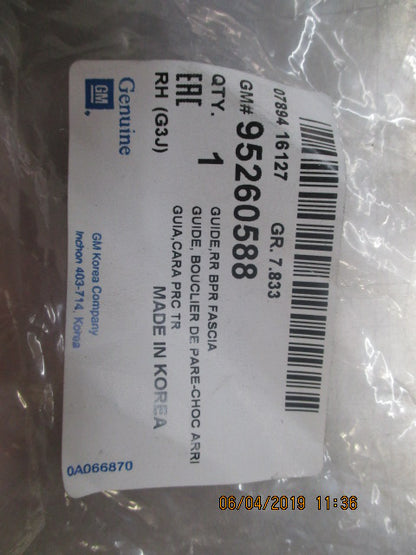 07894 16127 GR. 7.833
GM# 95260588
QTY. 1
GUIDE,RR BPR FASCIA
GUIDE, BOUCLIER DE PARE-CHOC ARRI
GUIA,CARA PRC TR
EAC
RH (G3J) MADE IN KOREA
Genuine
GM
GM Korea Company
Incheon 403-714, Korea
0A066870
06/04/2019 11:36